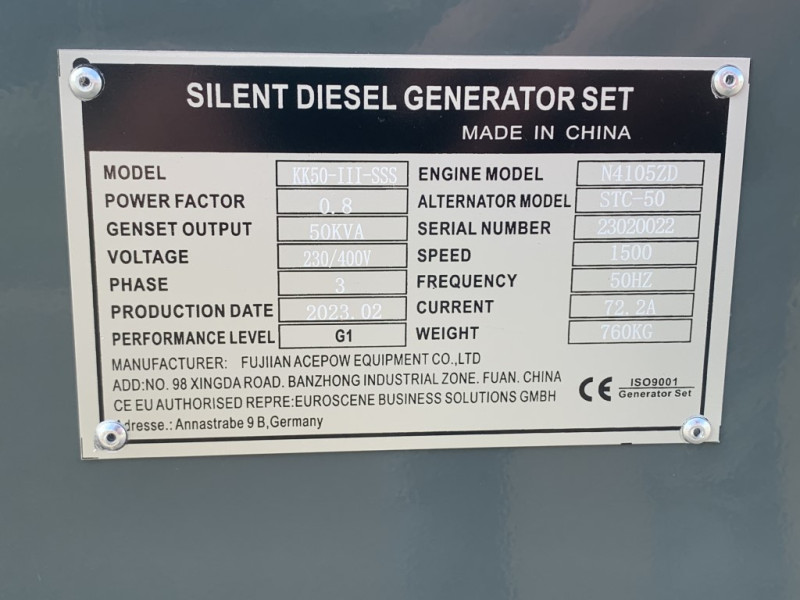 SILENT DIESEL GENERATOR SET
MADE IN CHINA
MODEL KK50-III-SSS ENGINE MODEL N4105ZD
POWER FACTOR 0.8 ALTERNATOR MODEL STC-50
GENSET OUTPUT 50KVA SERIAL NUMBER 23020022
VOLTAGE 230/400V SPEED 1500
PHASE 3 FREQUENCY 50HZ
PRODUCTION DATE 2023.02 CURRENT 72.2A
PERFORMANCE LEVEL G1 WEIGHT 760KG
MANUFACTURER: FUJIIAN ACEPOW EQUIPMENT CO.,LTD
ADD:NO. 98 XINGDA ROAD. BANZHONG INDUSTRIAL ZONE. FUAN. CHINA
CE EU AUTHORISED REPRE:EUROSCENE BUSINESS SOLUTIONS GMBH
Adresse.: Annastrabe 9 B,Germany
CE ISO9001
Generator Set